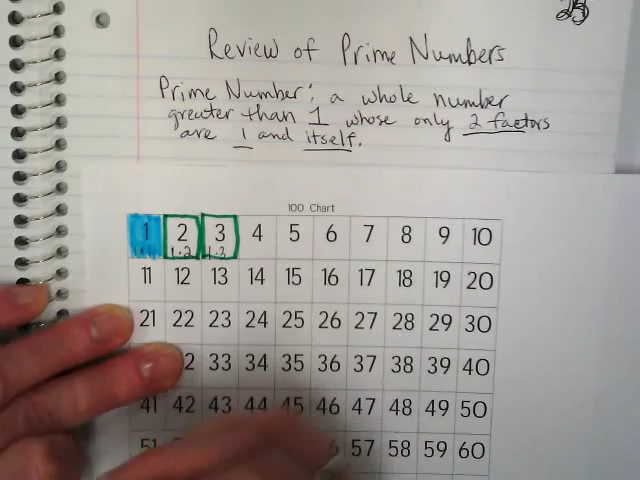 Review of Prime Numbers
Prime Number: a whole number
greater than 1 whose only 2 factors
are 1 and itself.
100 Chart
1 2 3 4 5 6 7 8 9 10
1·2
11 12 13 14 15 16 17 18 19 20
21 22 23 24 25 26 27 28 29 30
33 34 35 36 37 38 39 40
41 42 43 44 45 46 47 48 49 50
57 58 59 60